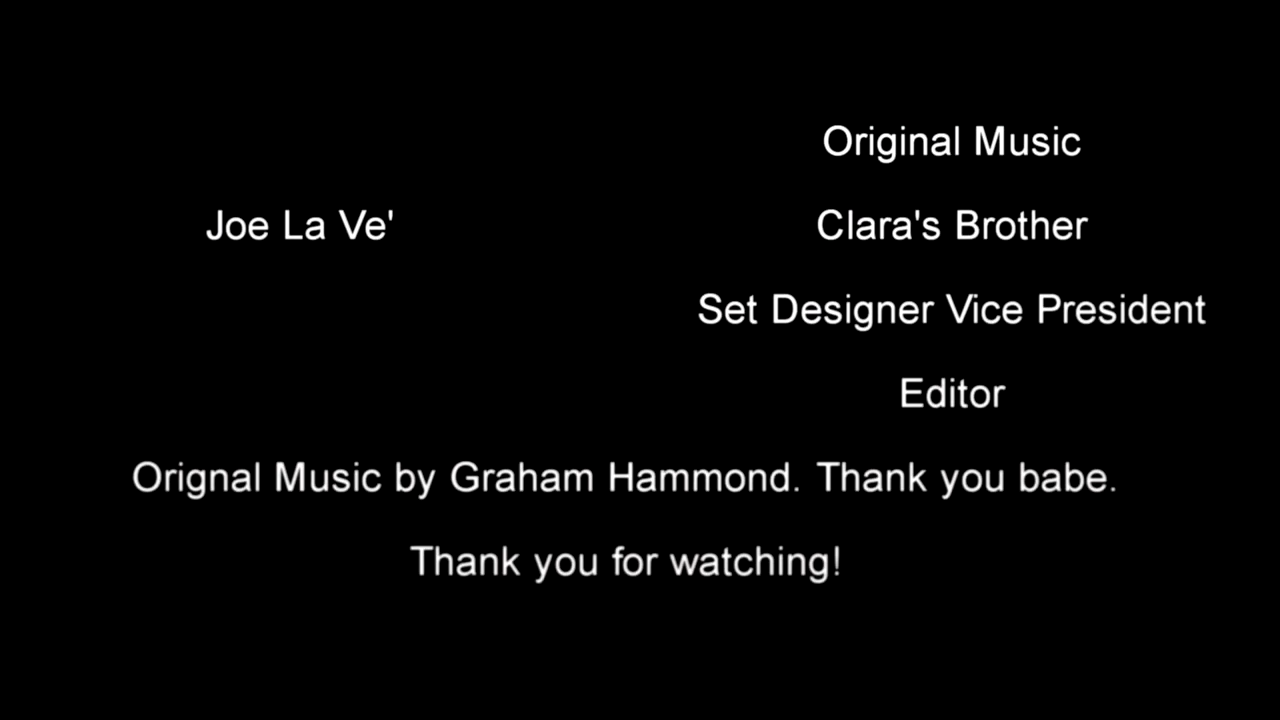 Original Music
Joe La Ve' Clara's Brother
Set Designer Vice President
Editor
Orignal Music by Graham Hammond. Thank you babe.
Thank you for watching!